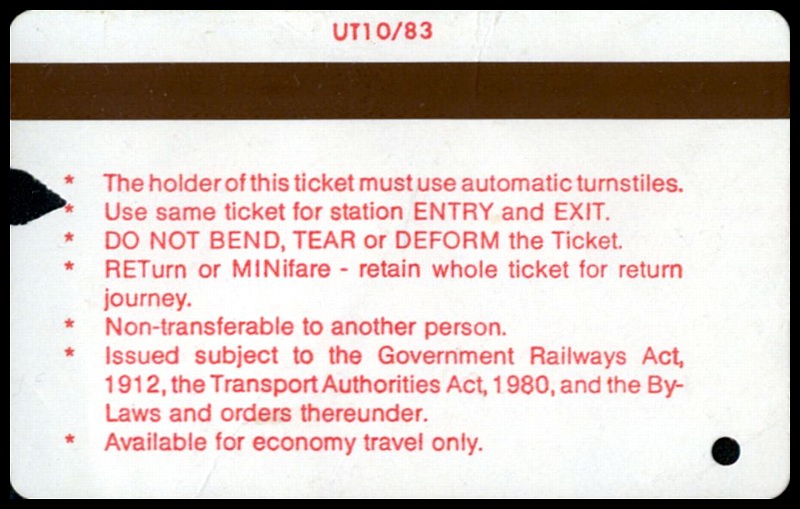 UT10/83
* The holder of this ticket must use automatic turnstiles.
* Use same ticket for station ENTRY and EXIT.
* DO NOT BEND, TEAR or DEFORM the Ticket.
* RETurn or MINifare - retain whole ticket for return
journey.
* Non-transferable to another person.
* Issued subject to the Government Railways Act,
1912, the Transport Authorities Act, 1980, and the By-
Laws and orders thereunder.
* Available for economy travel only.